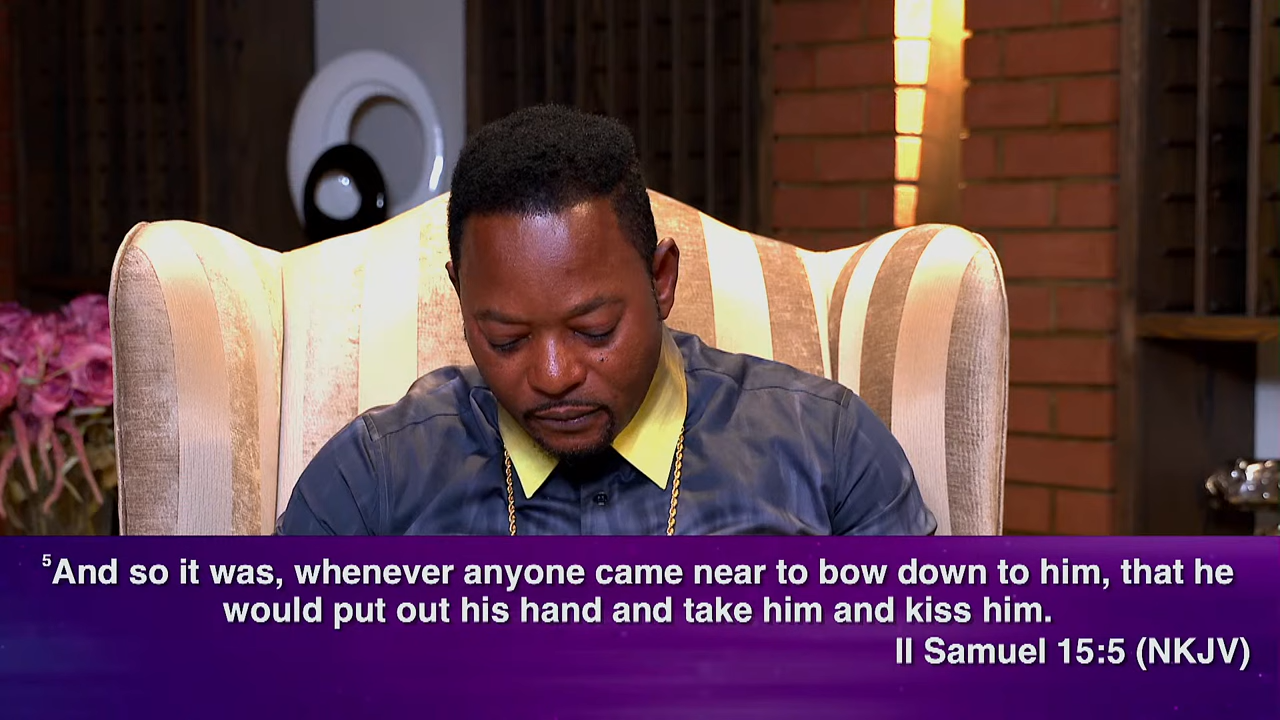 ⁵And so it was, whenever anyone came near to bow down to him, that he
would put out his hand and take him and kiss him.
II Samuel 15:5 (NKJV)